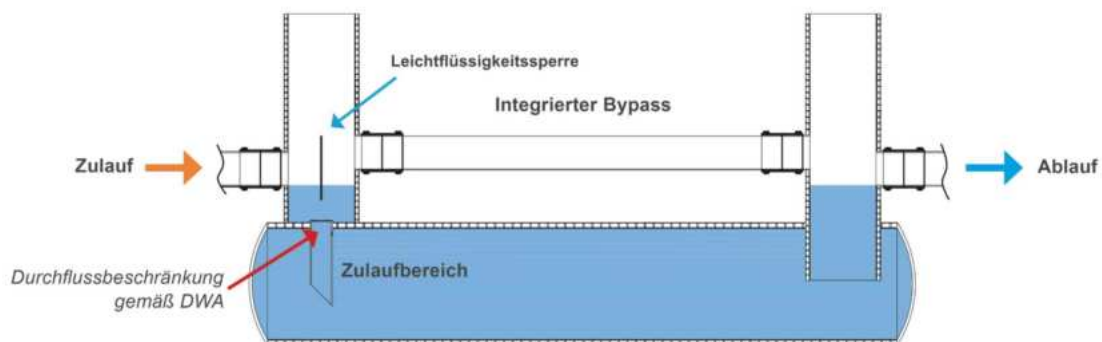 Leichtflüssigkeitssperre
Integrierter Bypass
Zulauf
Ablauf
Zulaufbereich
Durchflussbeschränkung
gemäß DWA